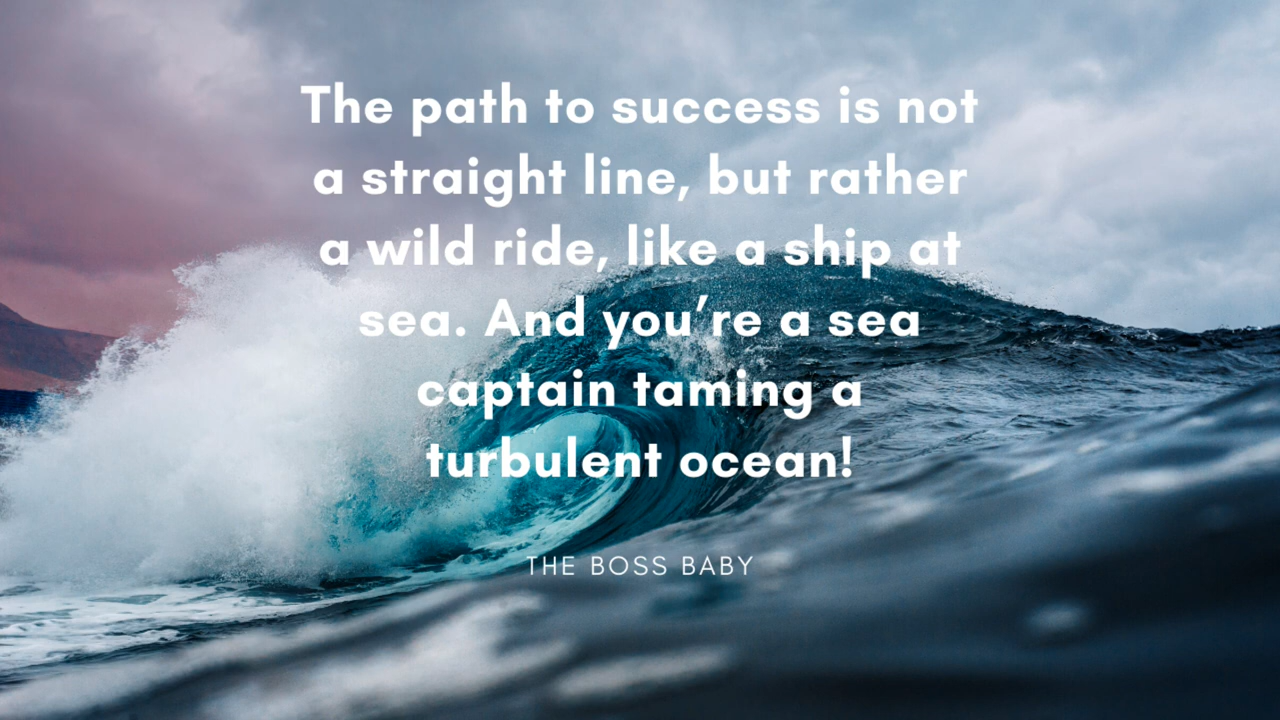 The path to success is not
a straight line, but rather
a wild ride, like a ship at
sea. And you’re a sea
captain taming a
turbulent ocean!
THE BOSS BABY